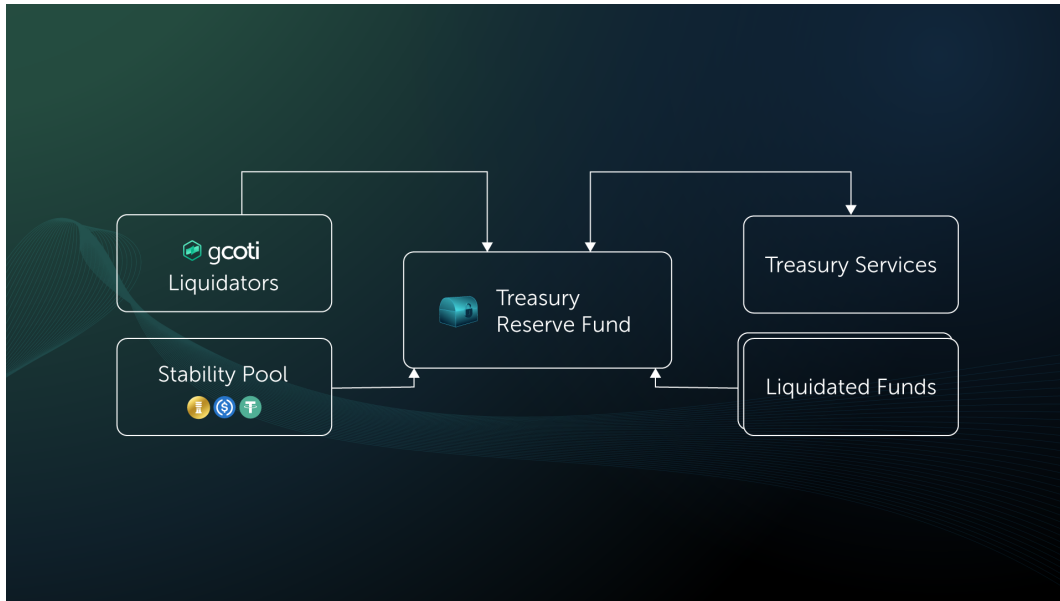 gcoti
Liquidators
Stability Pool
Treasury
Reserve Fund
Treasury Services
Liquidated Funds